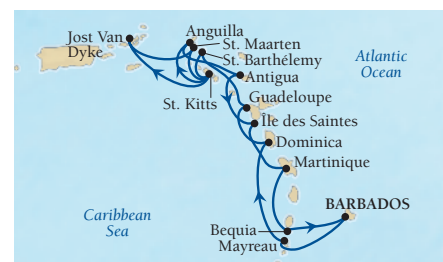 Anguilla
Jost Van
Dyke
St. Maarten
St. Barthélemy
Antigua
Atlantic
Ocean
St. Kitts
Guadeloupe
Île des Saintes
Dominica
Martinique
BARBADOS
Caribbean
Sea
Bequia
Mayreau